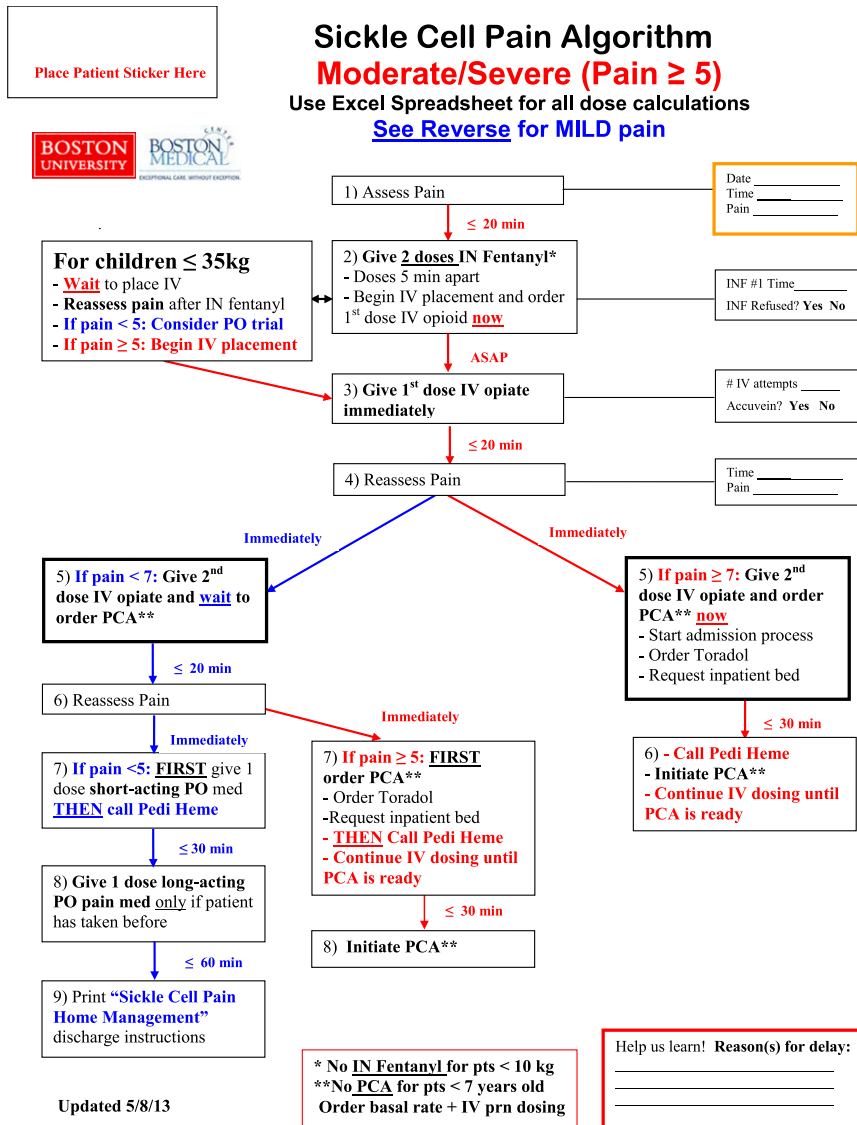 Place Patient Sticker Here
Sickle Cell Pain Algorithm
Moderate/Severe (Pain ≥ 5)
Use Excel Spreadsheet for all dose calculations
See Reverse for MILD pain
BOSTON
UNIVERSITY
BOSTON
MEDICAL
CENTER
EXCEPTIONAL CARE. WITHOUT EXCEPTION.
1) Assess Pain
Date
Time
Pain
≤ 20 min
For children ≤ 35kg
- Wait to place IV
- Reassess pain after IN fentanyl
- If pain < 5: Consider PO trial
- If pain ≥ 5: Begin IV placement
2) Give 2 doses IN Fentanyl*
- Doses 5 min apart
- Begin IV placement and order
1st dose IV opioid now
INF #1 Time
INF Refused? Yes No
ASAP
3) Give 1st dose IV opiate
immediately
# IV attempts
Accuvein? Yes No
≤ 20 min
4) Reassess Pain
Time
Pain
Immediately
Immediately
5) If pain < 7: Give 2nd
dose IV opiate and wait to
order PCA**
5) If pain ≥ 7: Give 2nd
dose IV opiate and order
PCA** now
- Start admission process
- Order Toradol
- Request inpatient bed
≤ 20 min
6) Reassess Pain
Immediately
Immediately
≤ 30 min
7) If pain <5: FIRST give 1
dose short-acting PO med
THEN call Pedi Heme
7) If pain ≥ 5: FIRST
order PCA**
- Order Toradol
-Request inpatient bed
- THEN Call Pedi Heme
- Continue IV dosing until
PCA is ready
6) - Call Pedi Heme
- Initiate PCA**
- Continue IV dosing until
PCA is ready
≤ 30 min
8) Give 1 dose long-acting
PO pain med only if patient
has taken before
≤ 30 min
8) Initiate PCA**
≤ 60 min
9) Print “Sickle Cell Pain
Home Management”
discharge instructions
* No IN Fentanyl for pts < 10 kg
**No PCA for pts < 7 years old
Order basal rate + IV prn dosing
Help us learn! Reason(s) for delay:
Updated 5/8/13